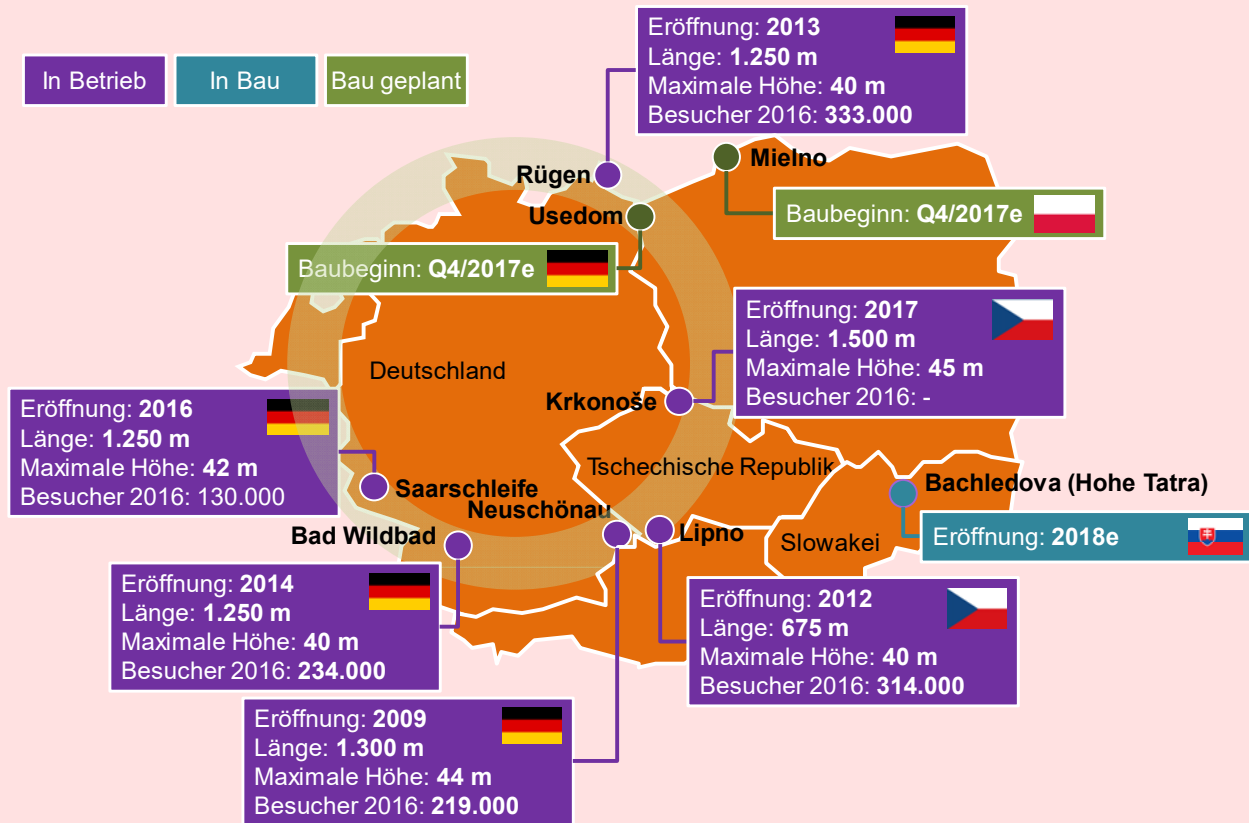 In Betrieb
In Bau
Bau geplant
Eröffnung: 2013
Länge: 1.250 m
Maximale Höhe: 40 m
Besucher 2016: 333.000
Rügen
Mielno
Usedom
Baubeginn: Q4/2017e
Baubeginn: Q4/2017e
Eröffnung: 2017
Länge: 1.500 m
Maximale Höhe: 45 m
Besucher 2016: -
Deutschland
Krkonoše
Eröffnung: 2016
Länge: 1.250 m
Maximale Höhe: 42 m
Besucher 2016: 130.000
Tschechische Republik
Saarschleife
Bachledova (Hohe Tatra)
Neuschönau
Bad Wildbad
Lipno
Slowakei
Eröffnung: 2018e
Eröffnung: 2014
Länge: 1.250 m
Maximale Höhe: 40 m
Besucher 2016: 234.000
Eröffnung: 2012
Länge: 675 m
Maximale Höhe: 40 m
Besucher 2016: 314.000
Eröffnung: 2009
Länge: 1.300 m
Maximale Höhe: 44 m
Besucher 2016: 219.000